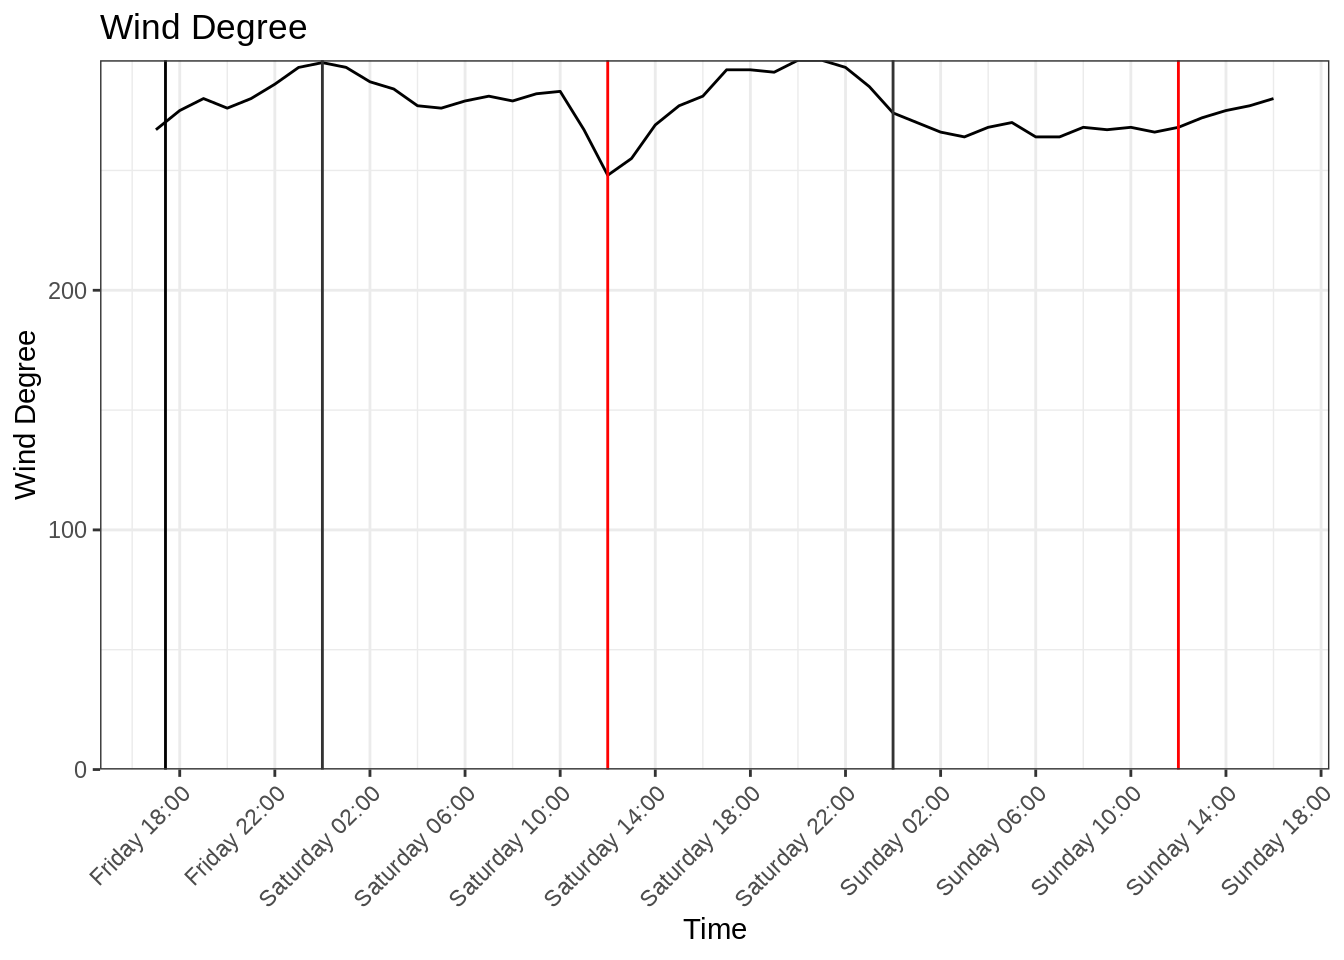 Wind Degree
Wind Degree
200
100
0
Friday 18:00
Friday 22:00
Saturday 02:00
Saturday 06:00
Saturday 10:00
Saturday 14:00
Saturday 18:00
Saturday 22:00
Sunday 02:00
Sunday 06:00
Sunday 10:00
Sunday 14:00
Sunday 18:00
Time